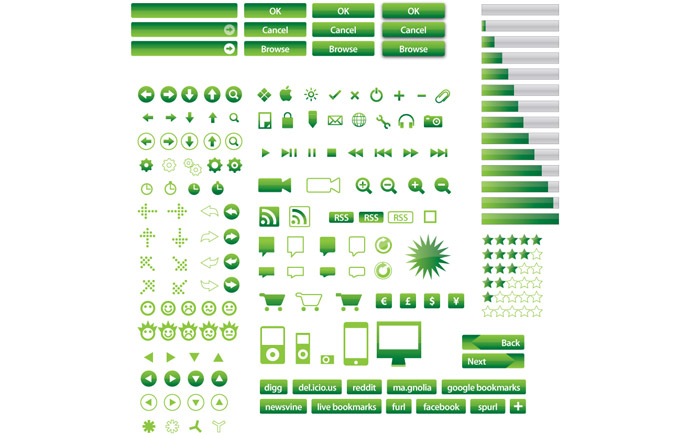 OK OK OK
Cancel Cancel Cancel
Browse Browse Browse
RSS RSS RSS
€ £ $ ¥
Back
Next
digg del.icio.us reddit ma.gnolia google bookmarks
newsvine live bookmarks furl facebook spurl +